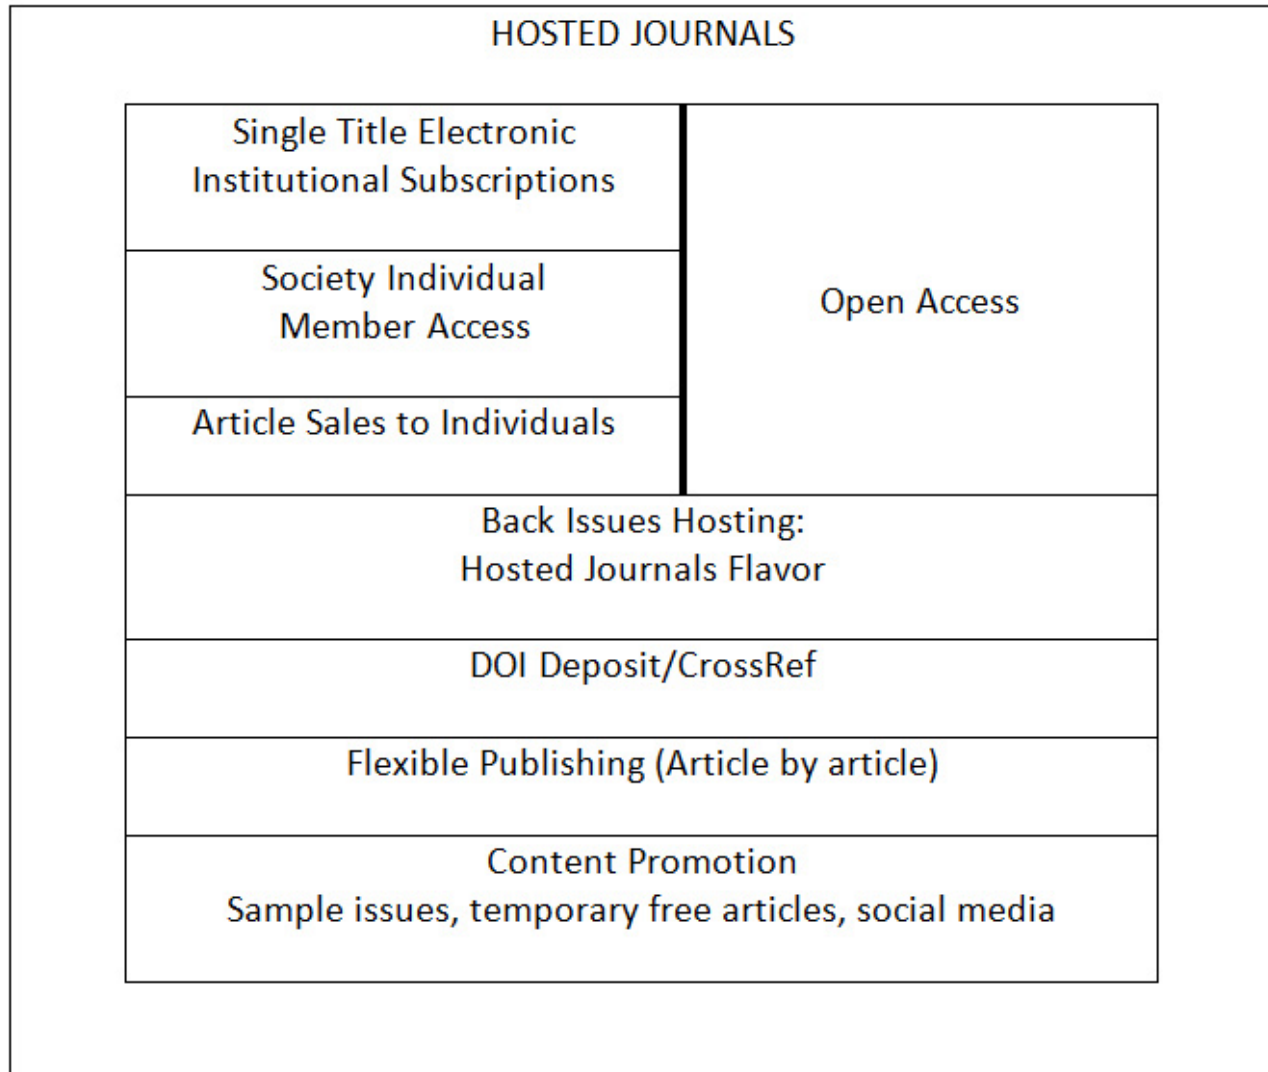 HOSTED JOURNALS
Single Title Electronic
Institutional Subscriptions
Society Individual
Member Access
Article Sales to Individuals
Open Access
Back Issues Hosting:
Hosted Journals Flavor
DOI Deposit/CrossRef
Flexible Publishing (Article by article)
Content Promotion
Sample issues, temporary free articles, social media